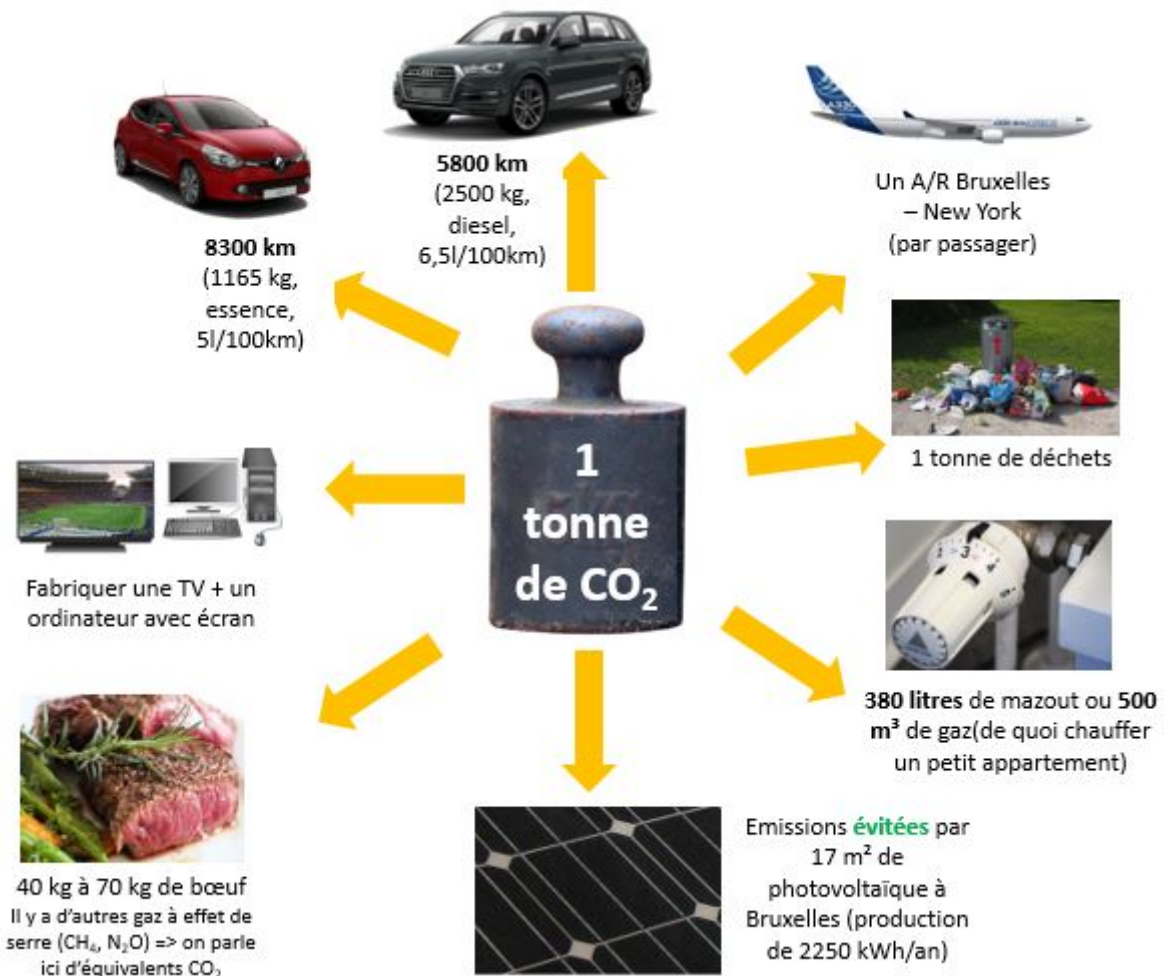 5800 km
(2500 kg,
diesel,
6,5l/100km)
8300 km
(1165 kg,
essence,
5l/100km)
Un A/R Bruxelles
– New York
(par passager)
1 tonne de déchets
1
tonne
de CO₂
Fabriquer une TV + un
ordinateur avec écran
380 litres de mazout ou 500
m³ de gaz(de quoi chauffer
un petit appartement)
40 kg à 70 kg de bœuf
Il y a d'autres gaz à effet de
serre (CH₄, N₂O) => on parle
ici d'équivalents CO₂
Emissions évitées par
17 m² de
photovoltaïque à
Bruxelles (production
de 2250 kWh/an)